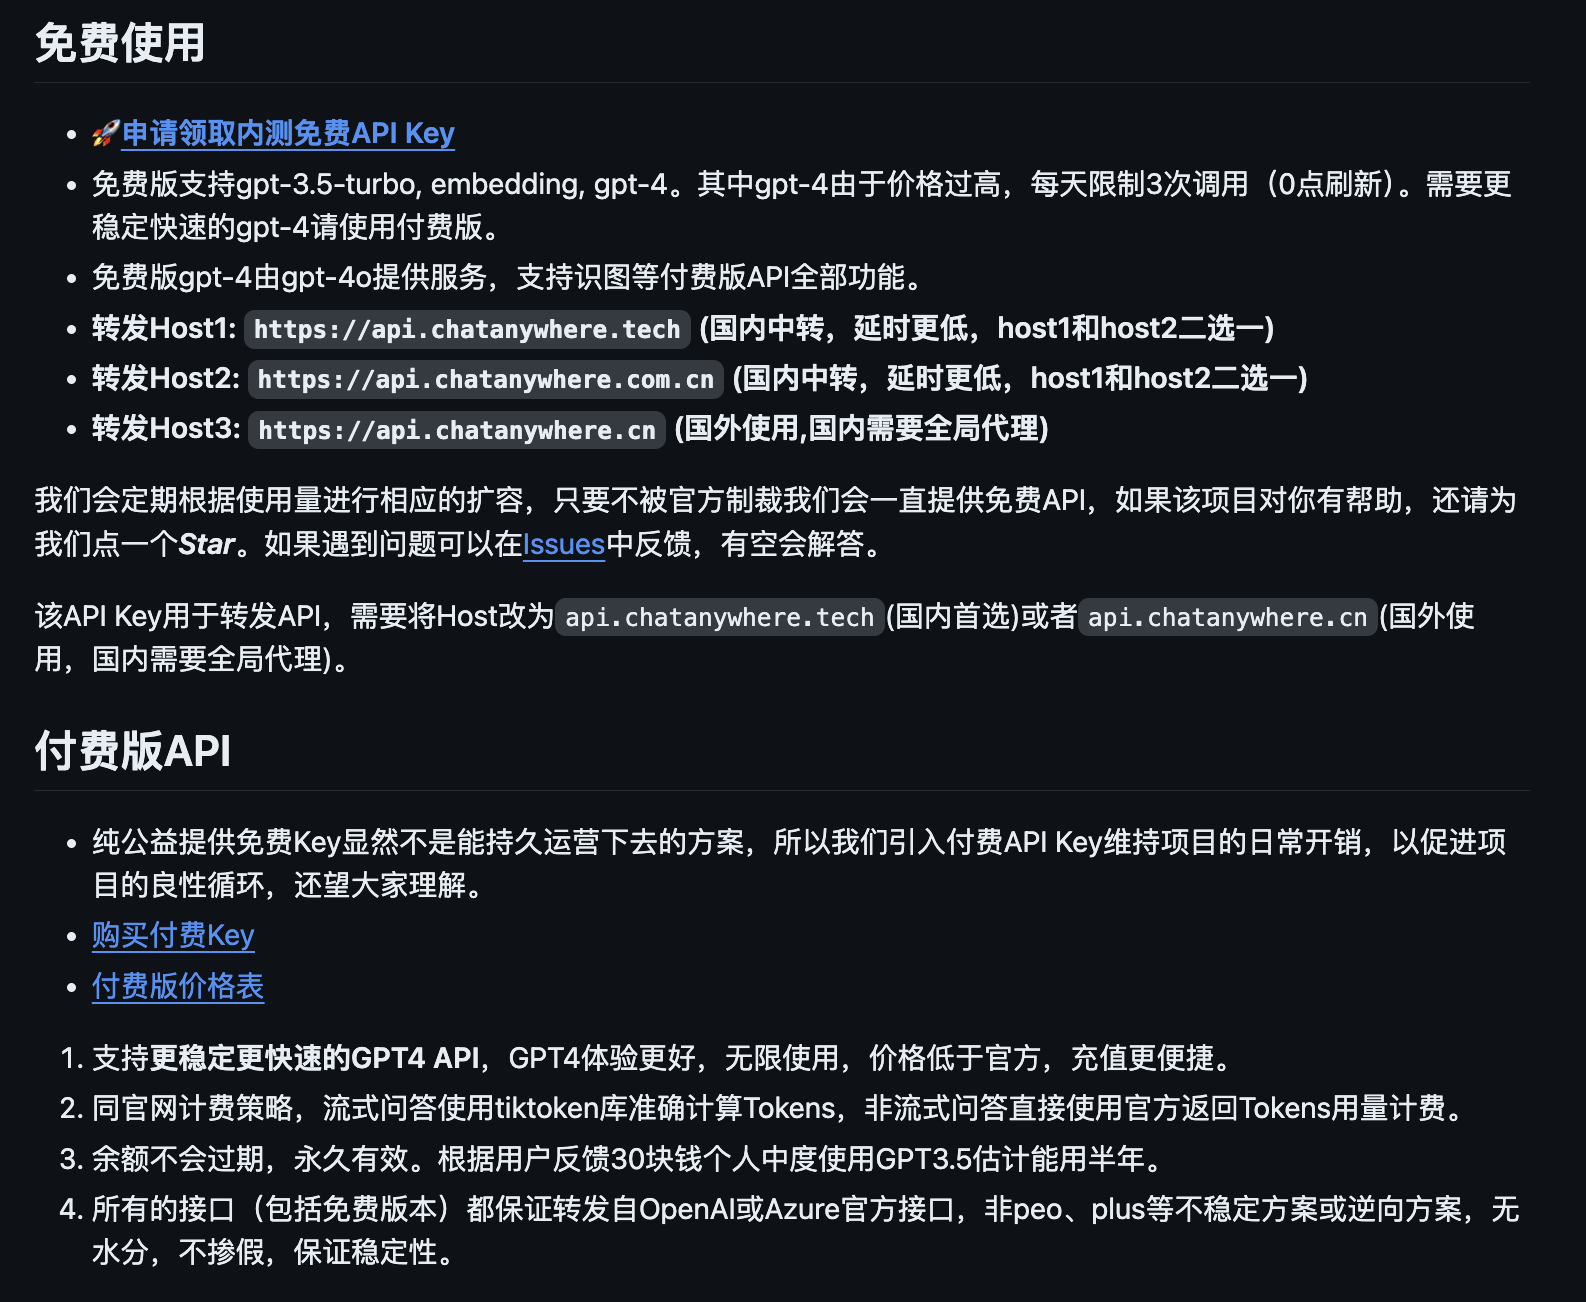 免费使用
🚀申请领取内测免费API Key
免费版支持gpt-3.5-turbo, embedding, gpt-4。其中gpt-4由于价格过高，每天限制3次调用（0点刷新）。需要更
稳定快速的gpt-4请使用付费版。
免费版gpt-4由gpt-4o提供服务，支持识图等付费版API全部功能。
转发Host1: https://api.chatanywhere.tech (国内中转，延时更低，host1和host2二选一)
转发Host2: https://api.chatanywhere.com.cn (国内中转，延时更低，host1和host2二选一)
转发Host3: https://api.chatanywhere.cn (国外使用,国内需要全局代理)
我们会定期根据使用量进行相应的扩容，只要不被官方制裁我们会一直提供免费API，如果该项目对你有帮助，还请为
我们点一个Star。如果遇到问题可以在Issues中反馈，有空会解答。
该API Key用于转发API，需要将Host改为api.chatanywhere.tech(国内首选)或者api.chatanywhere.cn(国外使
用，国内需要全局代理)。
付费版API
纯公益提供免费Key显然不是能持久运营下去的方案，所以我们引入付费API Key维持项目的日常开销，以促进项
目的良性循环，还望大家理解。
购买付费Key
付费版价格表
1. 支持更稳定更快速的GPT4 API，GPT4体验更好，无限使用，价格低于官方，充值更便捷。
2. 同官网计费策略，流式问答使用tiktoken库准确计算Tokens，非流式问答直接使用官方返回Tokens用量计费。
3. 余额不会过期，永久有效。根据用户反馈30块钱个人中度使用GPT3.5估计能用半年。
4. 所有的接口（包括免费版本）都保证转发自OpenAI或Azure官方接口，非peo、plus等不稳定方案或逆向方案，无
水分，不掺假，保证稳定性。